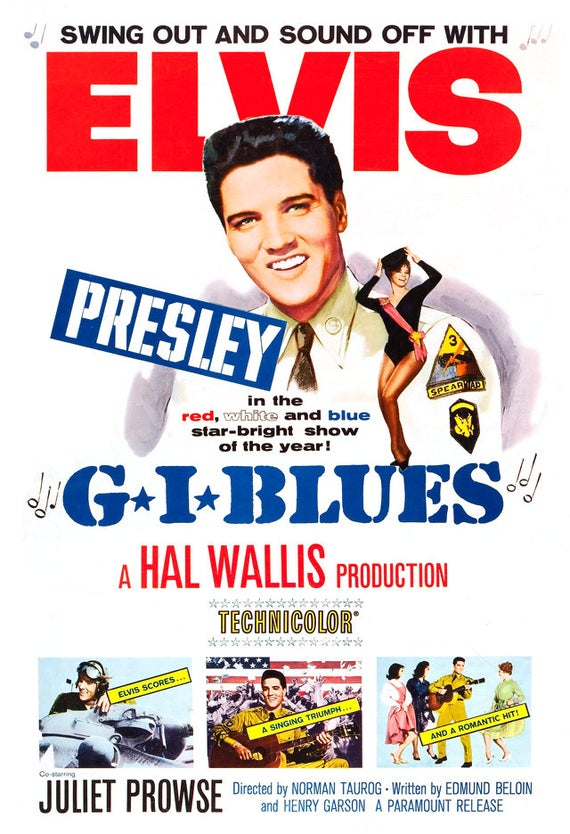 SWING OUT AND SOUND OFF WITH
ELVIS
PRESLEY
in the
red, white and blue
star-bright show
of the year!
3
SPEARHEAD
G★I★BLUES
A HAL WALLIS PRODUCTION
TECHNICOLOR®
ELVIS SCORES...
A SINGING TRIUMPH...
AND A ROMANTIC HIT!
Co-starring
JULIET PROWSE
Directed by NORMAN TAUROG • Written by EDMUND BELOIN
and HENRY GARSON A PARAMOUNT RELEASE